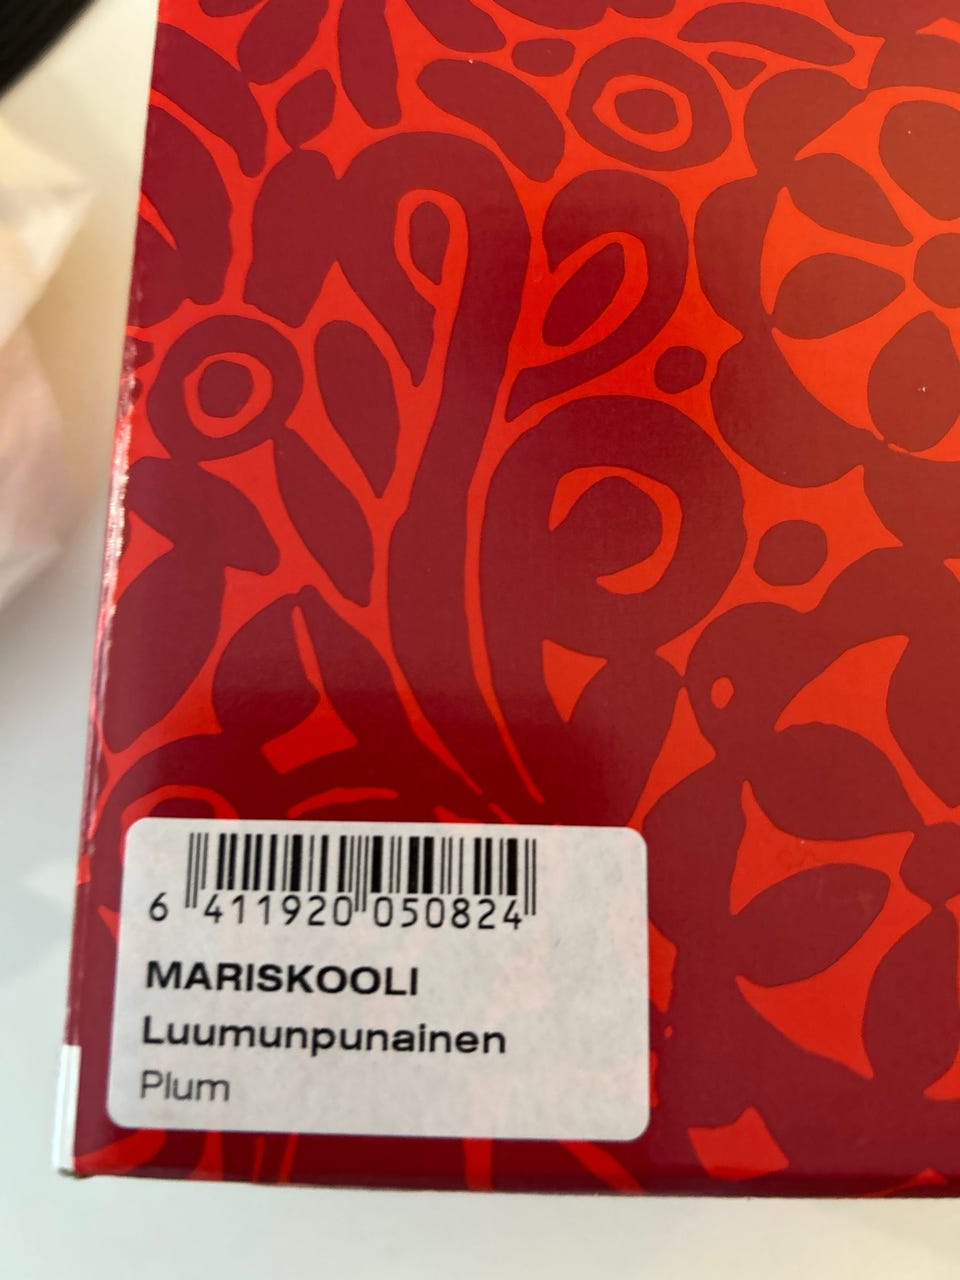 6 411920 050824
MARISKOOLI
Luumunpunainen
Plum